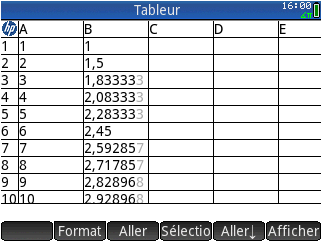 Tableur 16:00
hp A B C D E
1 1 1
2 2 1,5
3 3 1,833333
4 4 2,083333
5 5 2,283333
6 6 2,45
7 7 2,592857
8 8 2,717857
9 9 2,828968
10 10 2,928968
Format Aller Sélectio Aller↓ Afficher